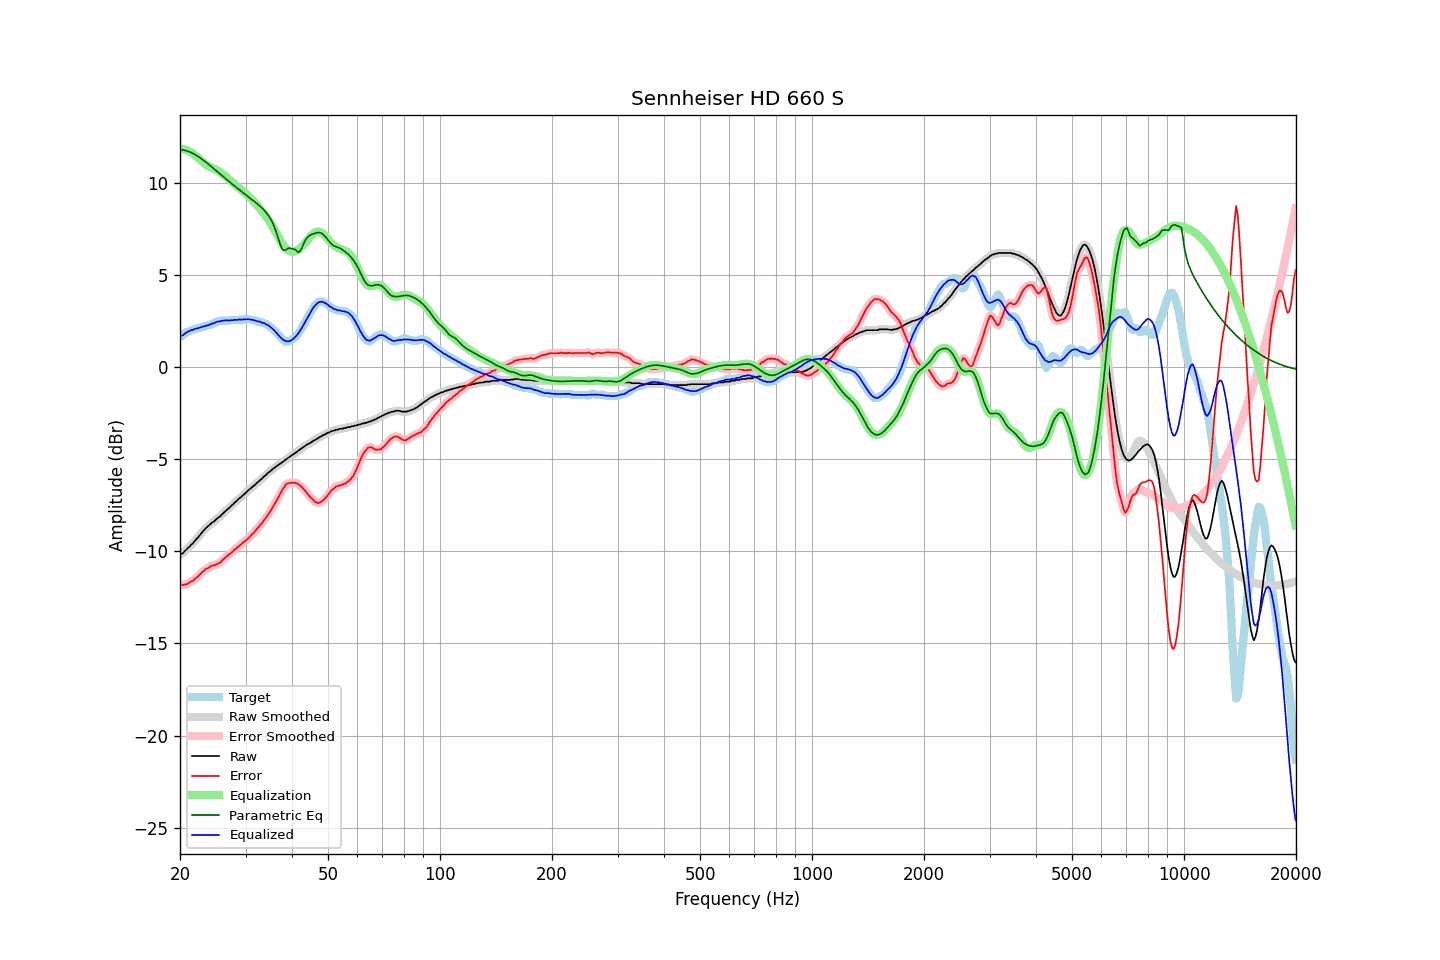 Sennheiser HD 660 S
Amplitude (dBr)
10
5
0
−5
−10
−15
−20
−25
Target
Raw Smoothed
Error Smoothed
Raw
Error
Equalization
Parametric Eq
Equalized
20 50 100 200 500 1000 2000 5000 10000 20000
Frequency (Hz)